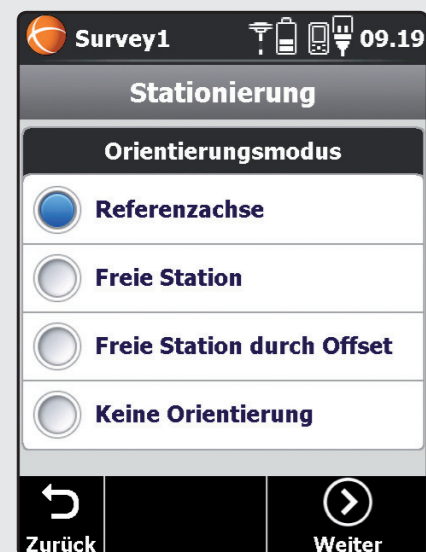 Survey1 09.19
Stationierung
Orientierungsmodus
Referenzachse
Freie Station
Freie Station durch Offset
Keine Orientierung
Zurück Weiter